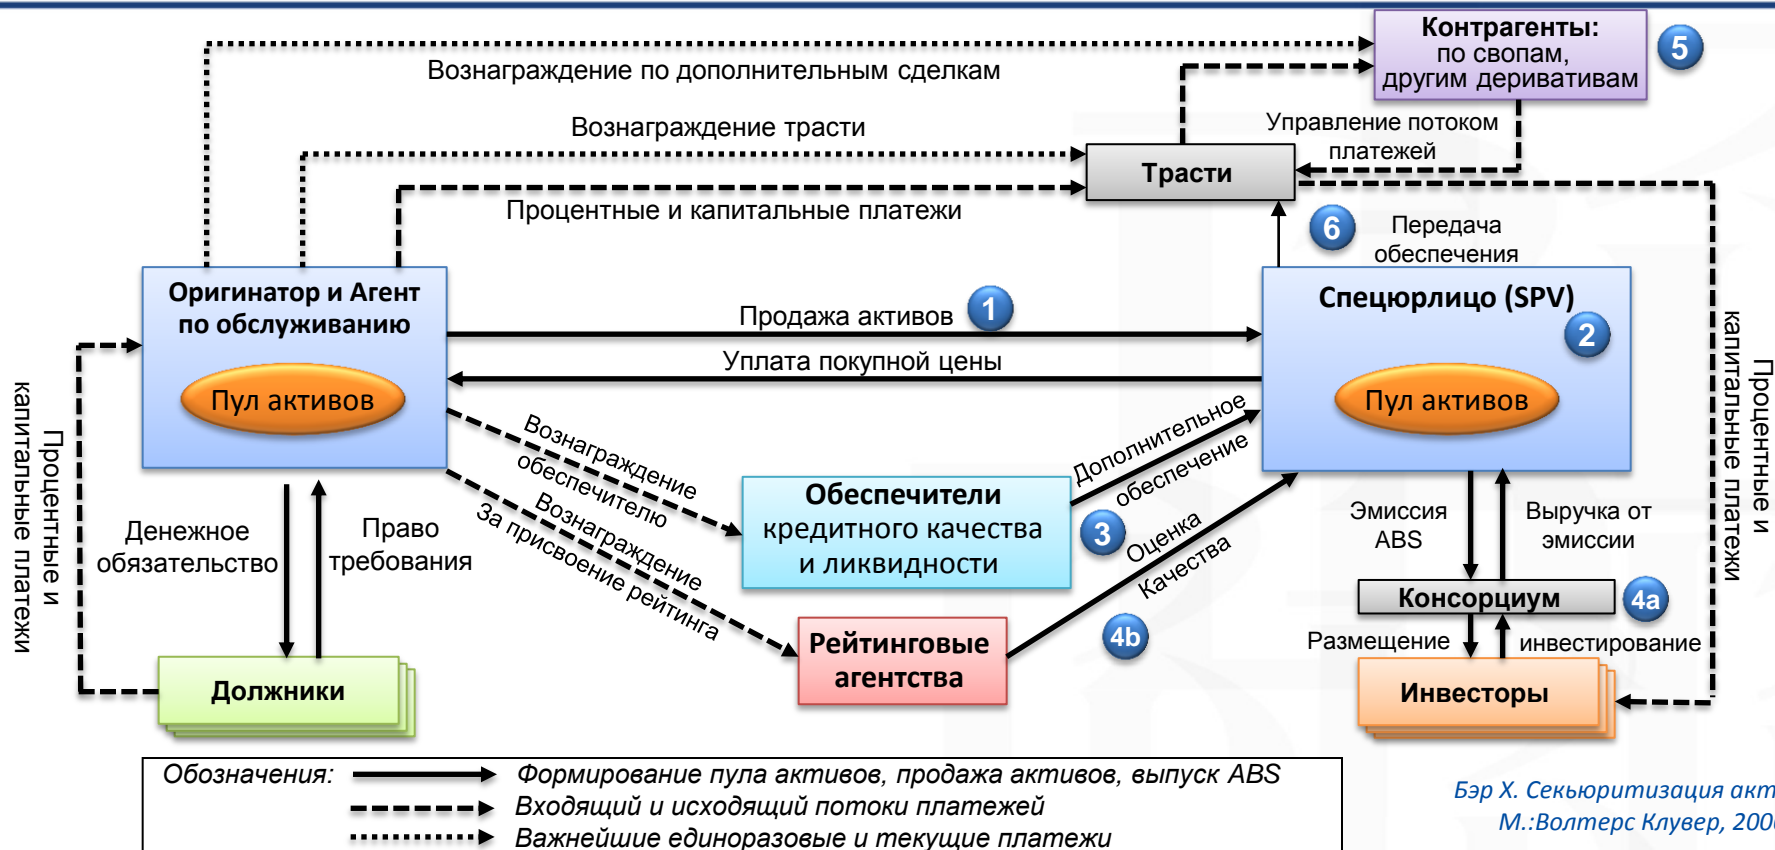 Контрагенты:
по свопам,
другим деривативам
5
Вознаграждение по дополнительным сделкам
Вознаграждение трасти
Управление потоком
платежей
Трасти
Процентные и капитальные платежи
6
Передача
обеспечения
Оригинатор и Агент
по обслуживанию
Пул активов
Продажа активов
1
Уплата покупной цены
Спецюрлицо (SPV)
2
Пул активов
Процентные и
капитальные платежи
Процентные и
капитальные платежи
Вознаграждение
обеспечителю
Вознаграждение
За присвоение рейтинга
Дополнительное
обеспечение
Обеспечители
кредитного качества
и ликвидности
3
Оценка
Качества
4b
Денежное
обязательство
Право
требования
Эмиссия
ABS
Выручка от
эмиссии
Консорциум
4a
Размещение
инвестирование
Рейтинговые
агентства
Должники
Инвесторы
Обозначения:
Формирование пула активов, продажа активов, выпуск ABS
Входящий и исходящий потоки платежей
Важнейшие единоразовые и текущие платежи
Бэр Х. Секьюритизация
М.:Волтерс Клувер,